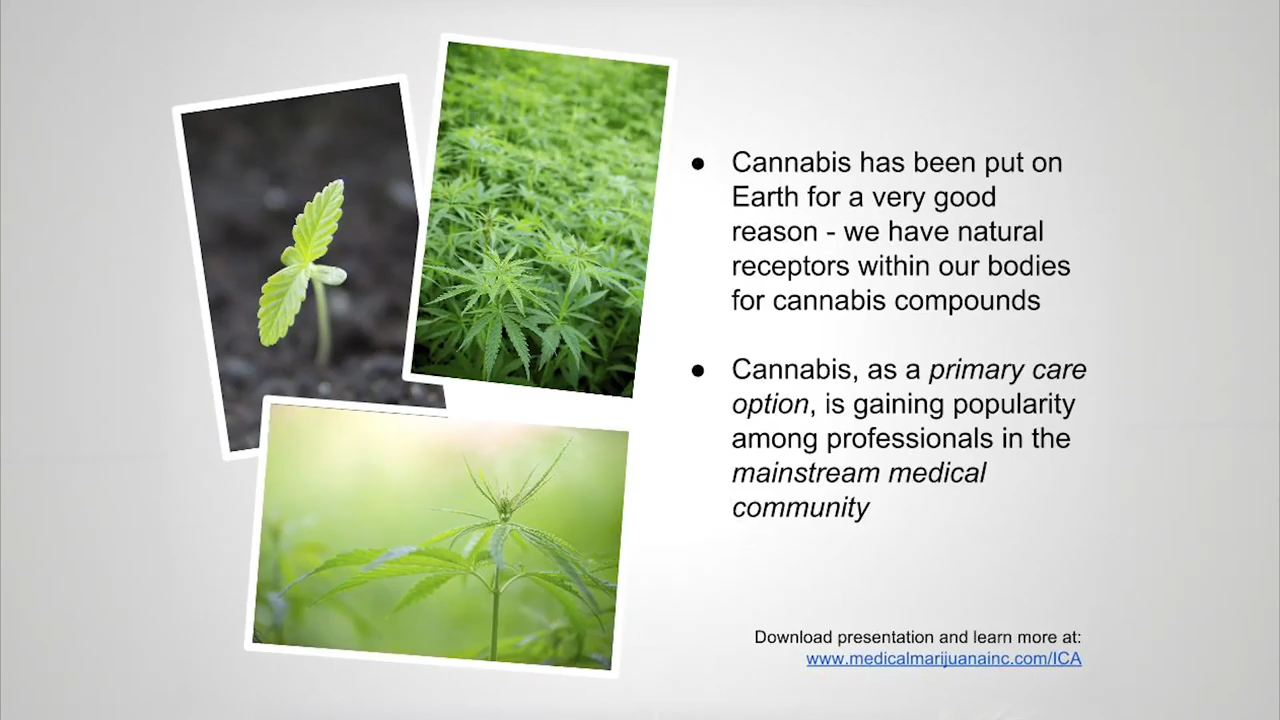 ● Cannabis has been put on
Earth for a very good
reason - we have natural
receptors within our bodies
for cannabis compounds
● Cannabis, as a primary care
option, is gaining popularity
among professionals in the
mainstream medical
community
Download presentation and learn more at:
www.medicalmarijuanainc.com/ICA